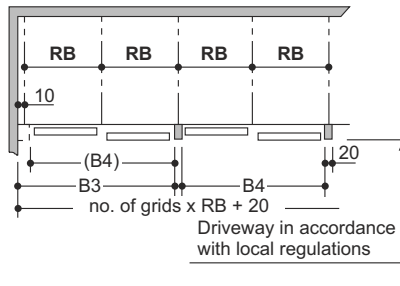 RB RB RB RB
10
(B4) 20
B3 B4
no. of grids x RB + 20
Driveway in accordance
with local regulations